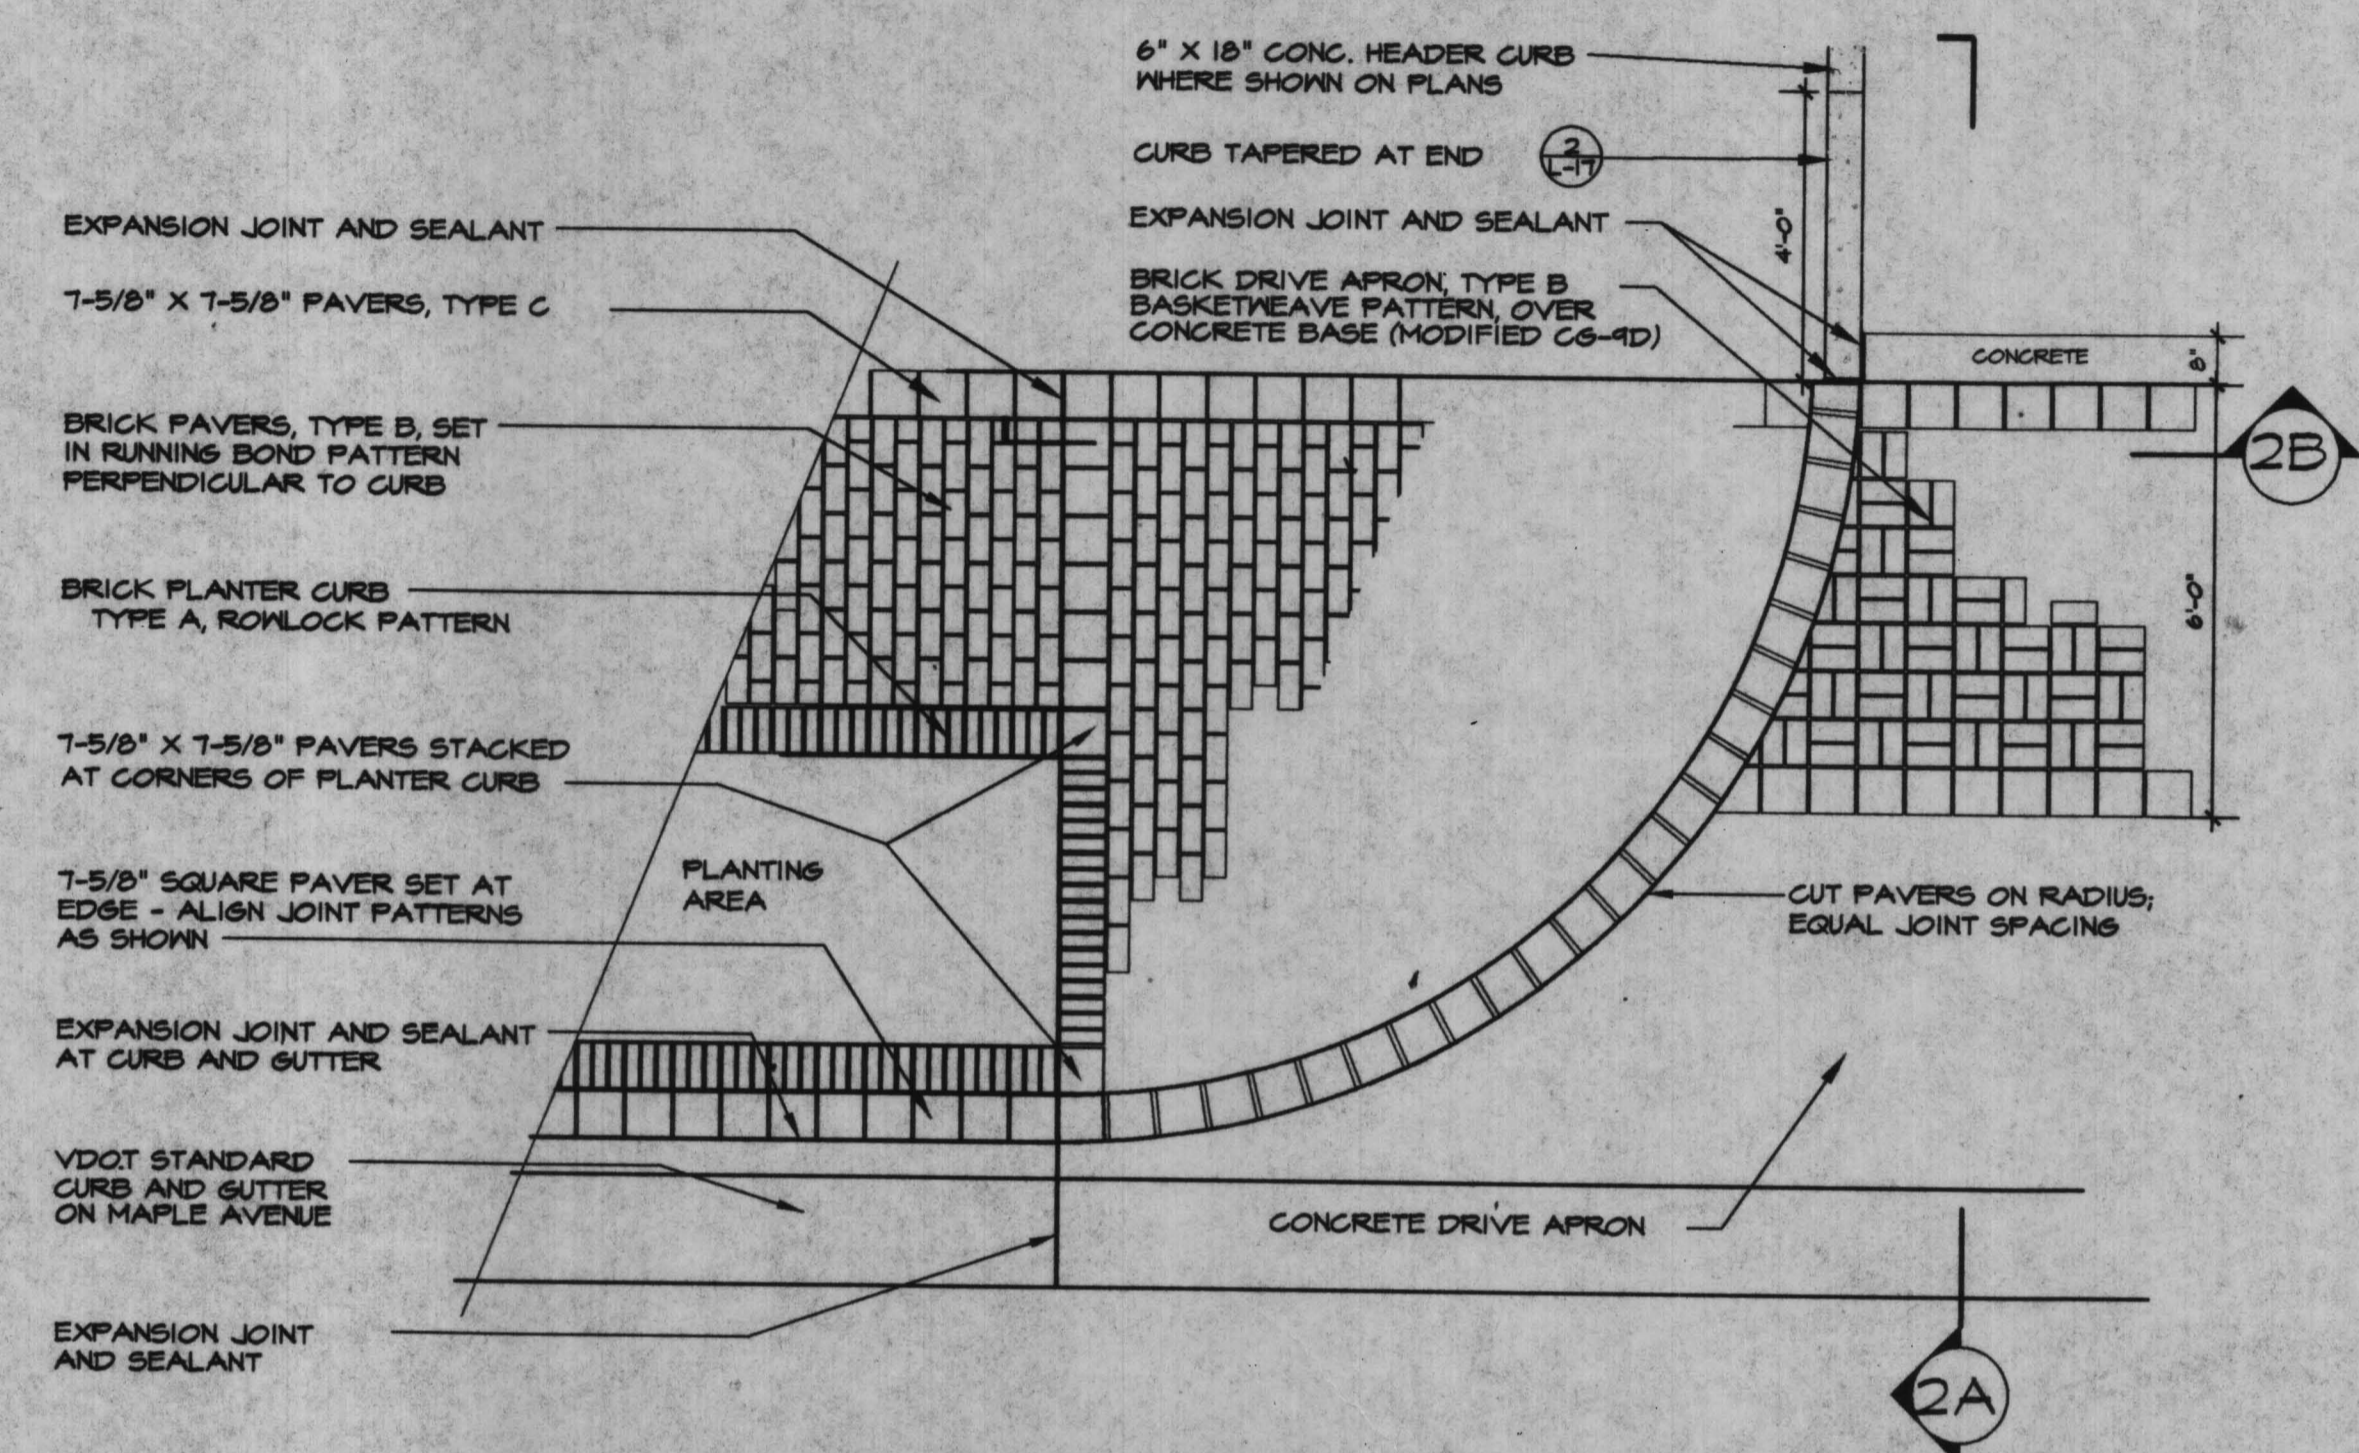 6" X 18" CONC. HEADER CURB
WHERE SHOWN ON PLANS
CURB TAPERED AT END
2
L-17
EXPANSION JOINT AND SEALANT
BRICK DRIVE APRON, TYPE B
BASKETWEAVE PATTERN, OVER
CONCRETE BASE (MODIFIED CG-9D)
4'-0"
CONCRETE
8"
2B
6'-0"
EXPANSION JOINT AND SEALANT
7-5/8" X 7-5/8" PAVERS, TYPE C
BRICK PAVERS, TYPE B, SET
IN RUNNING BOND PATTERN
PERPENDICULAR TO CURB
BRICK PLANTER CURB
TYPE A, ROWLOCK PATTERN
7-5/8" X 7-5/8" PAVERS STACKED
AT CORNERS OF PLANTER CURB
PLANTING
AREA
7-5/8" SQUARE PAVER SET AT
EDGE - ALIGN JOINT PATTERNS
AS SHOWN
CUT PAVERS ON RADIUS;
EQUAL JOINT SPACING
EXPANSION JOINT AND SEALANT
AT CURB AND GUTTER
VDOT STANDARD
CURB AND GUTTER
ON MAPLE AVENUE
CONCRETE DRIVE APRON
EXPANSION JOINT
AND SEALANT
2A